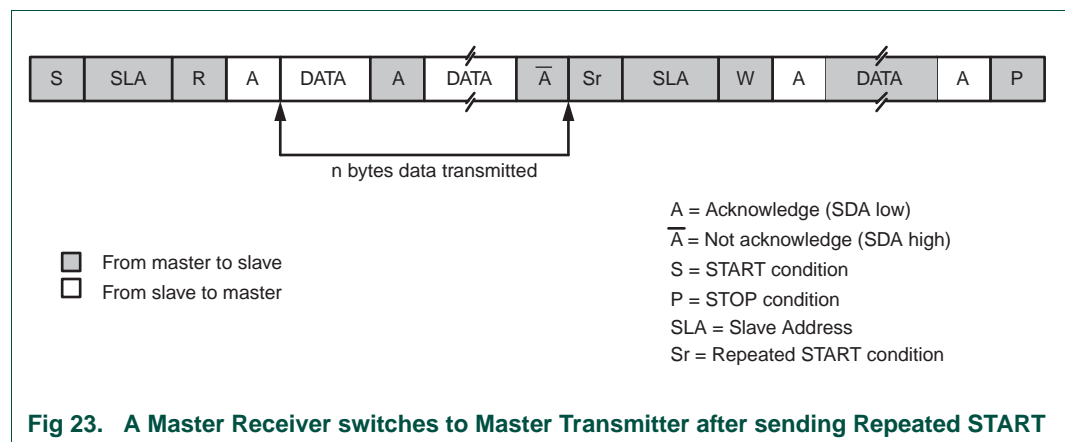 S SLA R A DATA A DATA A̅ Sr SLA W A DATA A P
n bytes data transmitted
From master to slave
From slave to master
A = Acknowledge (SDA low)
A̅ = Not acknowledge (SDA high)
S = START condition
P = STOP condition
SLA = Slave Address
Sr = Repeated START condition
Fig 23. A Master Receiver switches to Master Transmitter after sending Repeated START